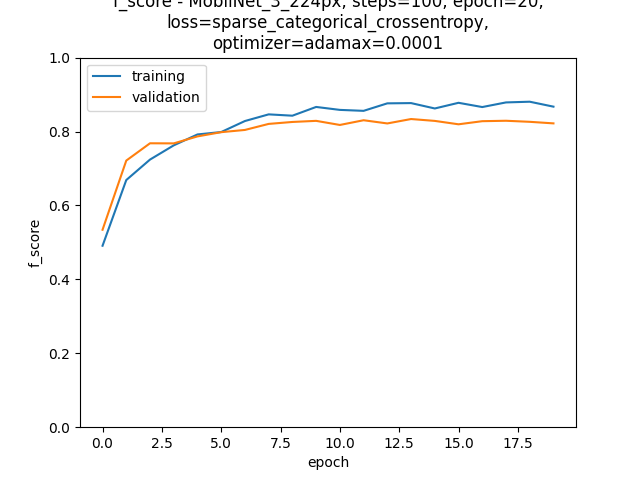 f_score - MobilNet_3_224px, steps=100, epoch=20,
loss=sparse_categorical_crossentropy,
optimizer=adamax=0.0001
1.0
training
validation
0.8
0.6
f_score
0.4
0.2
0.0
0.0 2.5 5.0 7.5 10.0 12.5 15.0 17.5
epoch